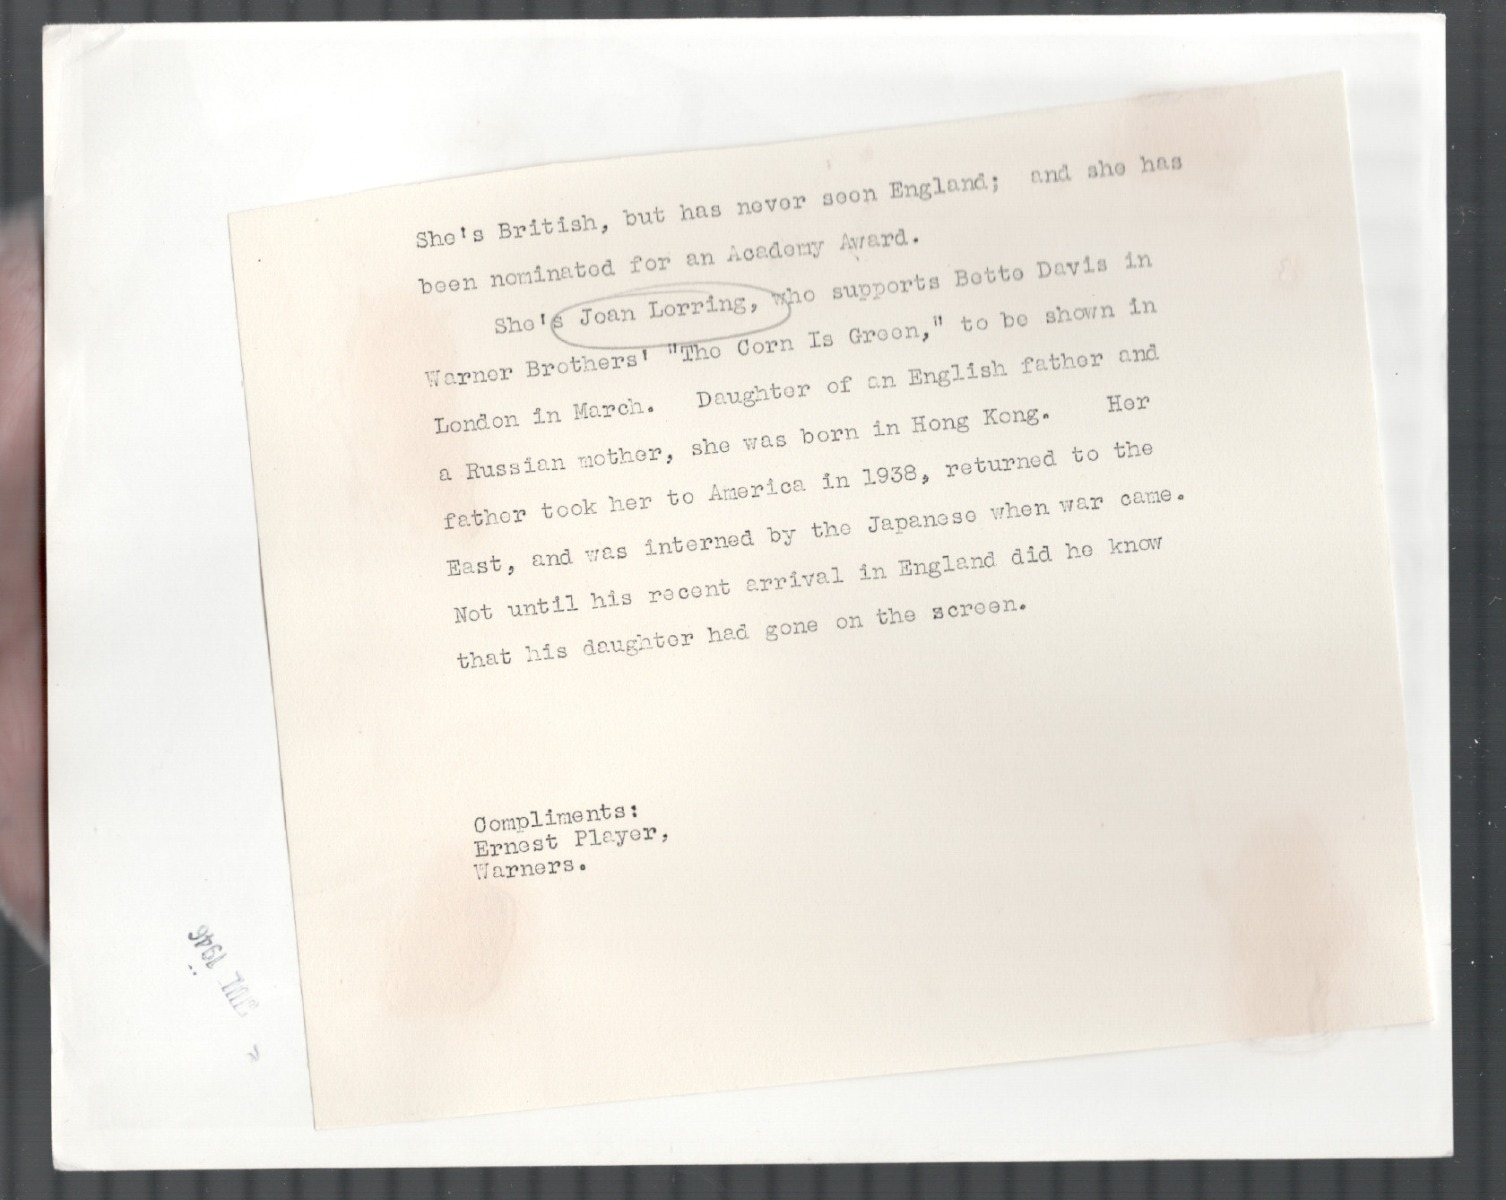 She's British, but has never seen England; and she has
been nominated for an Academy Award.
She's Joan Lorring, who supports Bette Davis in
Warner Brothers' "The Corn Is Green," to be shown in
London in March. Daughter of an English father and
a Russian mother, she was born in Hong Kong. Her
father took her to America in 1938, returned to the
East, and was interned by the Japanese when war came.
Not until his recent arrival in England did he know
that his daughter had gone on the screen.
Compliments:
Ernest Player,
Warners.
JUL 1946